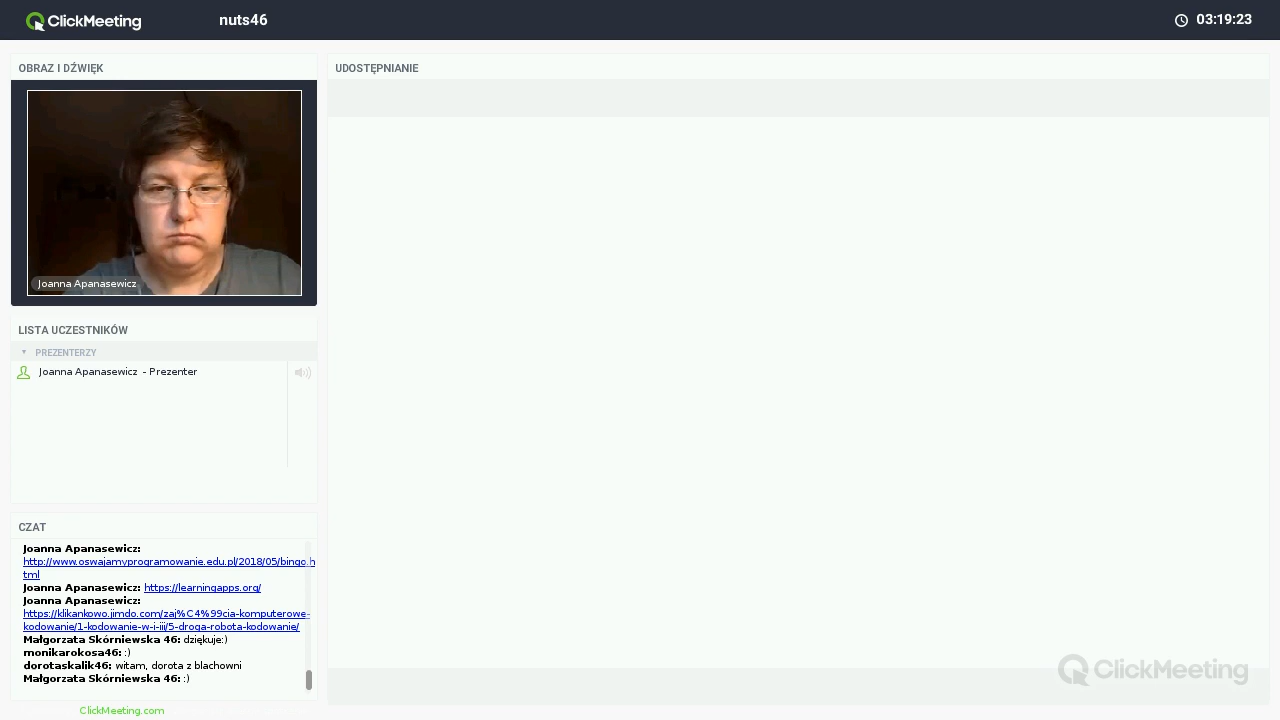 ClickMeeting
nuts46
03:19:23
OBRAZ I DŹWIĘK
Joanna Apanasewicz
LISTA UCZESTNIKÓW
PREZENTERZY
Joanna Apanasewicz - Prezenter
CZAT
Joanna Apanasewicz:
http://www.oswajamyprogramowanie.edu.pl/2018/05/bingo.h
tml
Joanna Apanasewicz: https://learningapps.org/
Joanna Apanasewicz:
https://klikankowo.jimdo.com/zaj%C4%99cia-komputerowe-
kodowanie/1-kodowanie-w-i-iii/5-droga-robota-kodowanie/
Małgorzata Skórniewska 46: dziękuje:)
monikarokosa46: :)
dorotaskalik46: witam, dorota z blachowni
Małgorzata Skórniewska 46: :)
ClickMeeting.com
UDOSTĘPNIANIE
ClickMeeting